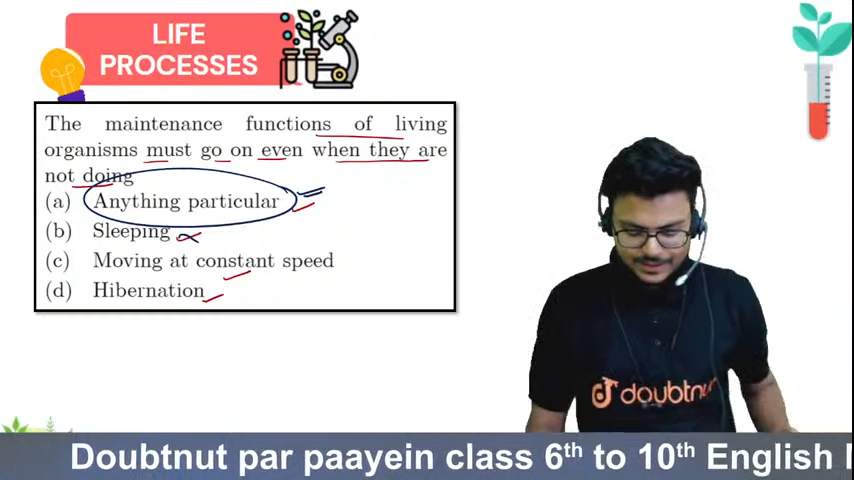 LIFE
PROCESSES
The maintenance functions of living
organisms must go on even when they are
not doing
(a) Anything particular
(b) Sleeping
(c) Moving at constant speed
(d) Hibernation
doubtnut
Doubtnut par paayein class 6th to 10th English